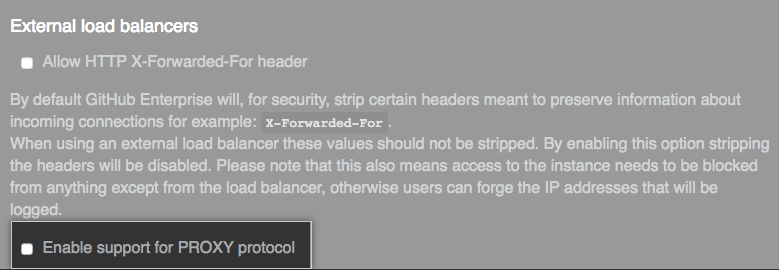 External load balancers
Allow HTTP X-Forwarded-For header
By default GitHub Enterprise will, for security, strip certain headers meant to preserve information about
incoming connections for example: X-Forwarded-For.
When using an external load balancer these values should not be stripped. By enabling this option stripping
the headers will be disabled. Please note that this also means access to the instance needs to be blocked
from anything except from the load balancer, otherwise users can forge the IP addresses that will be
logged.
Enable support for PROXY protocol